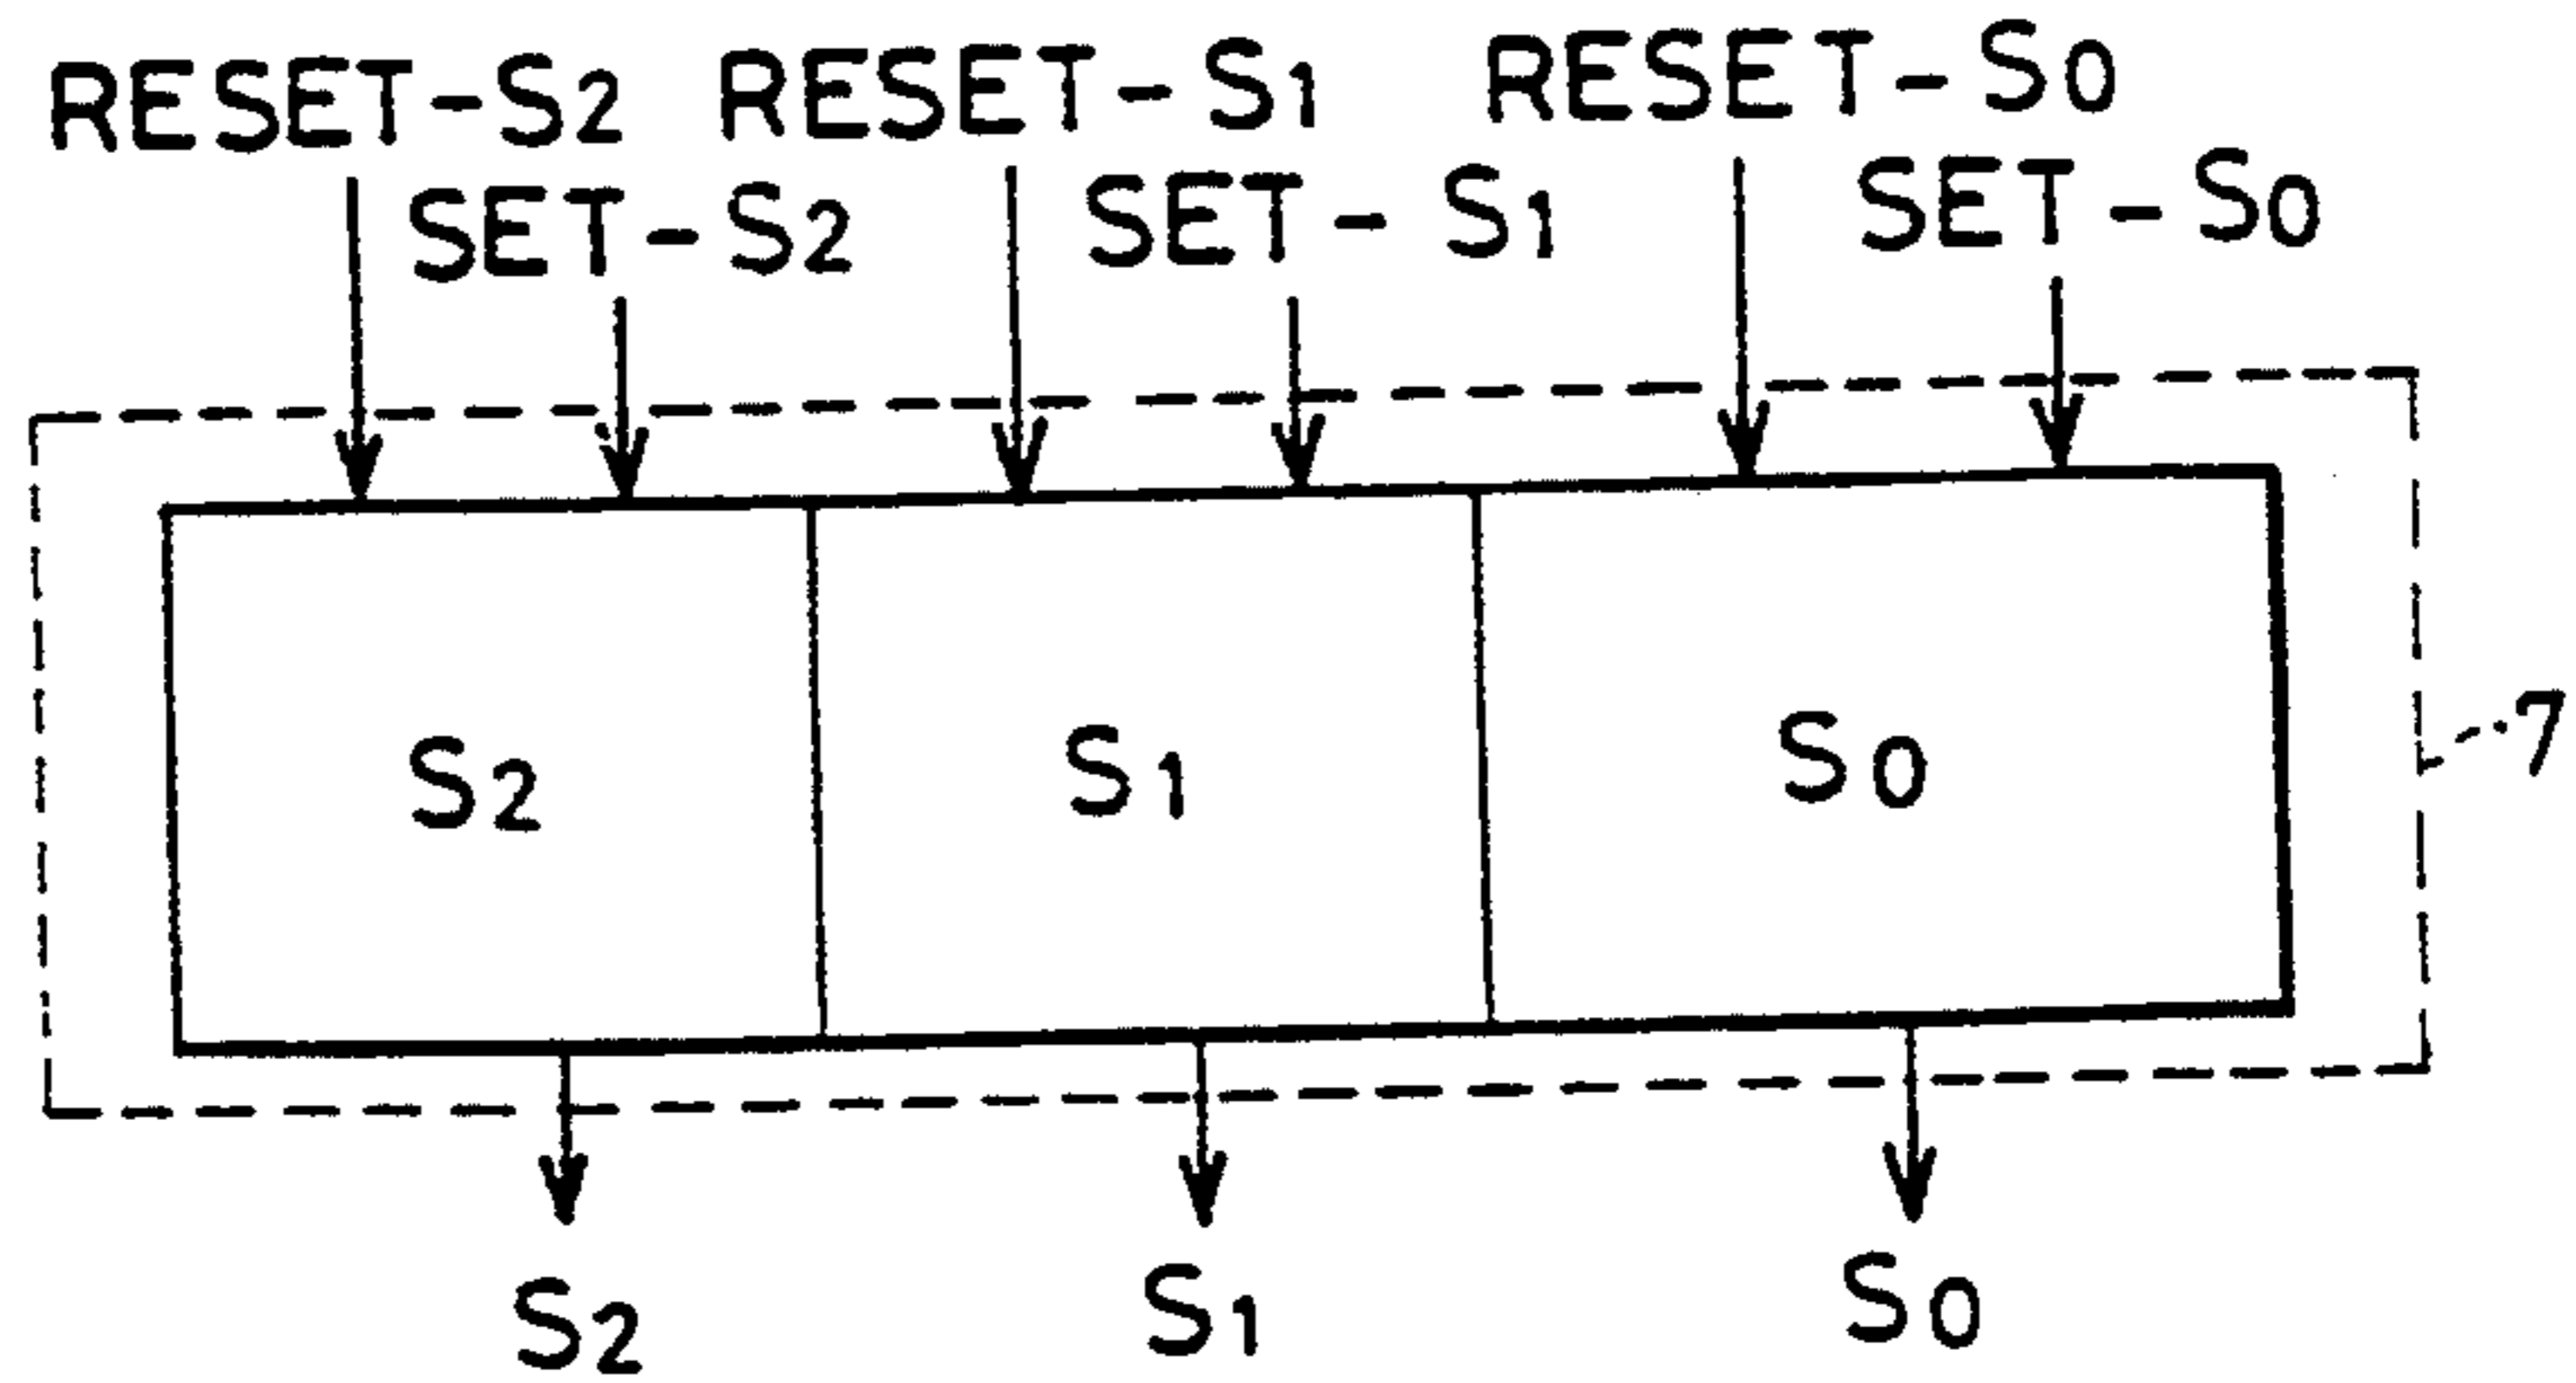 RESET-S2 RESET-S1 RESET-S0
SET-S2 SET-S1 SET-S0
S2 S1 S0
7
S2 S1 S0